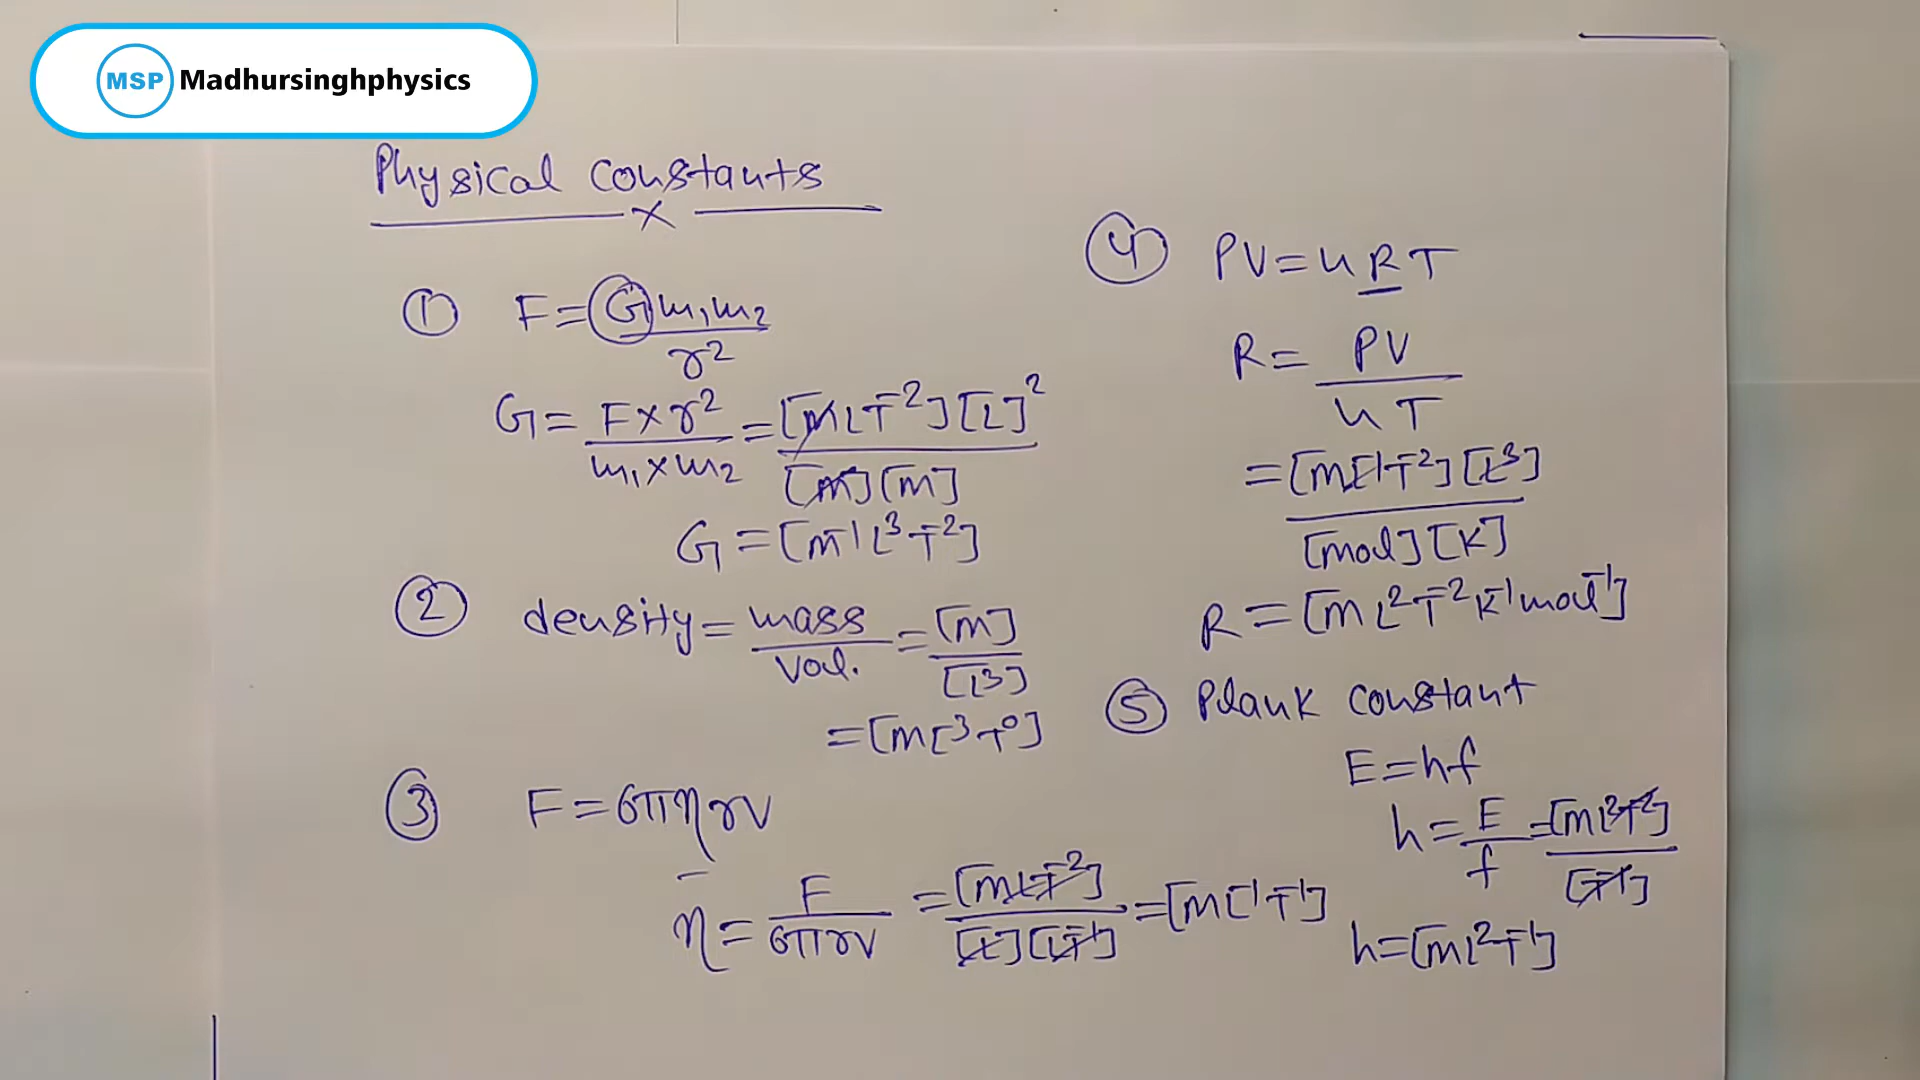 MSP Madhursinghphysics
Physical constants
① F = G m₁m₂ / r²
G = F×r² / m₁×m₂ = [MLT⁻²][L]² / [M][M]
G = [M⁻¹L³T⁻²]
② density = mass / vol. = [M] / [L³]
= [ML⁻³T⁰]
③ F = 6πηrv
η = F / 6πrv = [MLT⁻²] / [L][LT⁻¹] = [ML⁻¹T⁻¹]
④ PV = nRT
R = PV / nT
= [ML⁻¹T⁻²][L³] / [mol][K]
R = [ML²T⁻²K⁻¹mol⁻¹]
⑤ Plank constant
E = hf
h = E / f = [ML²T⁻²] / [T⁻¹]
h = [ML²T⁻¹]